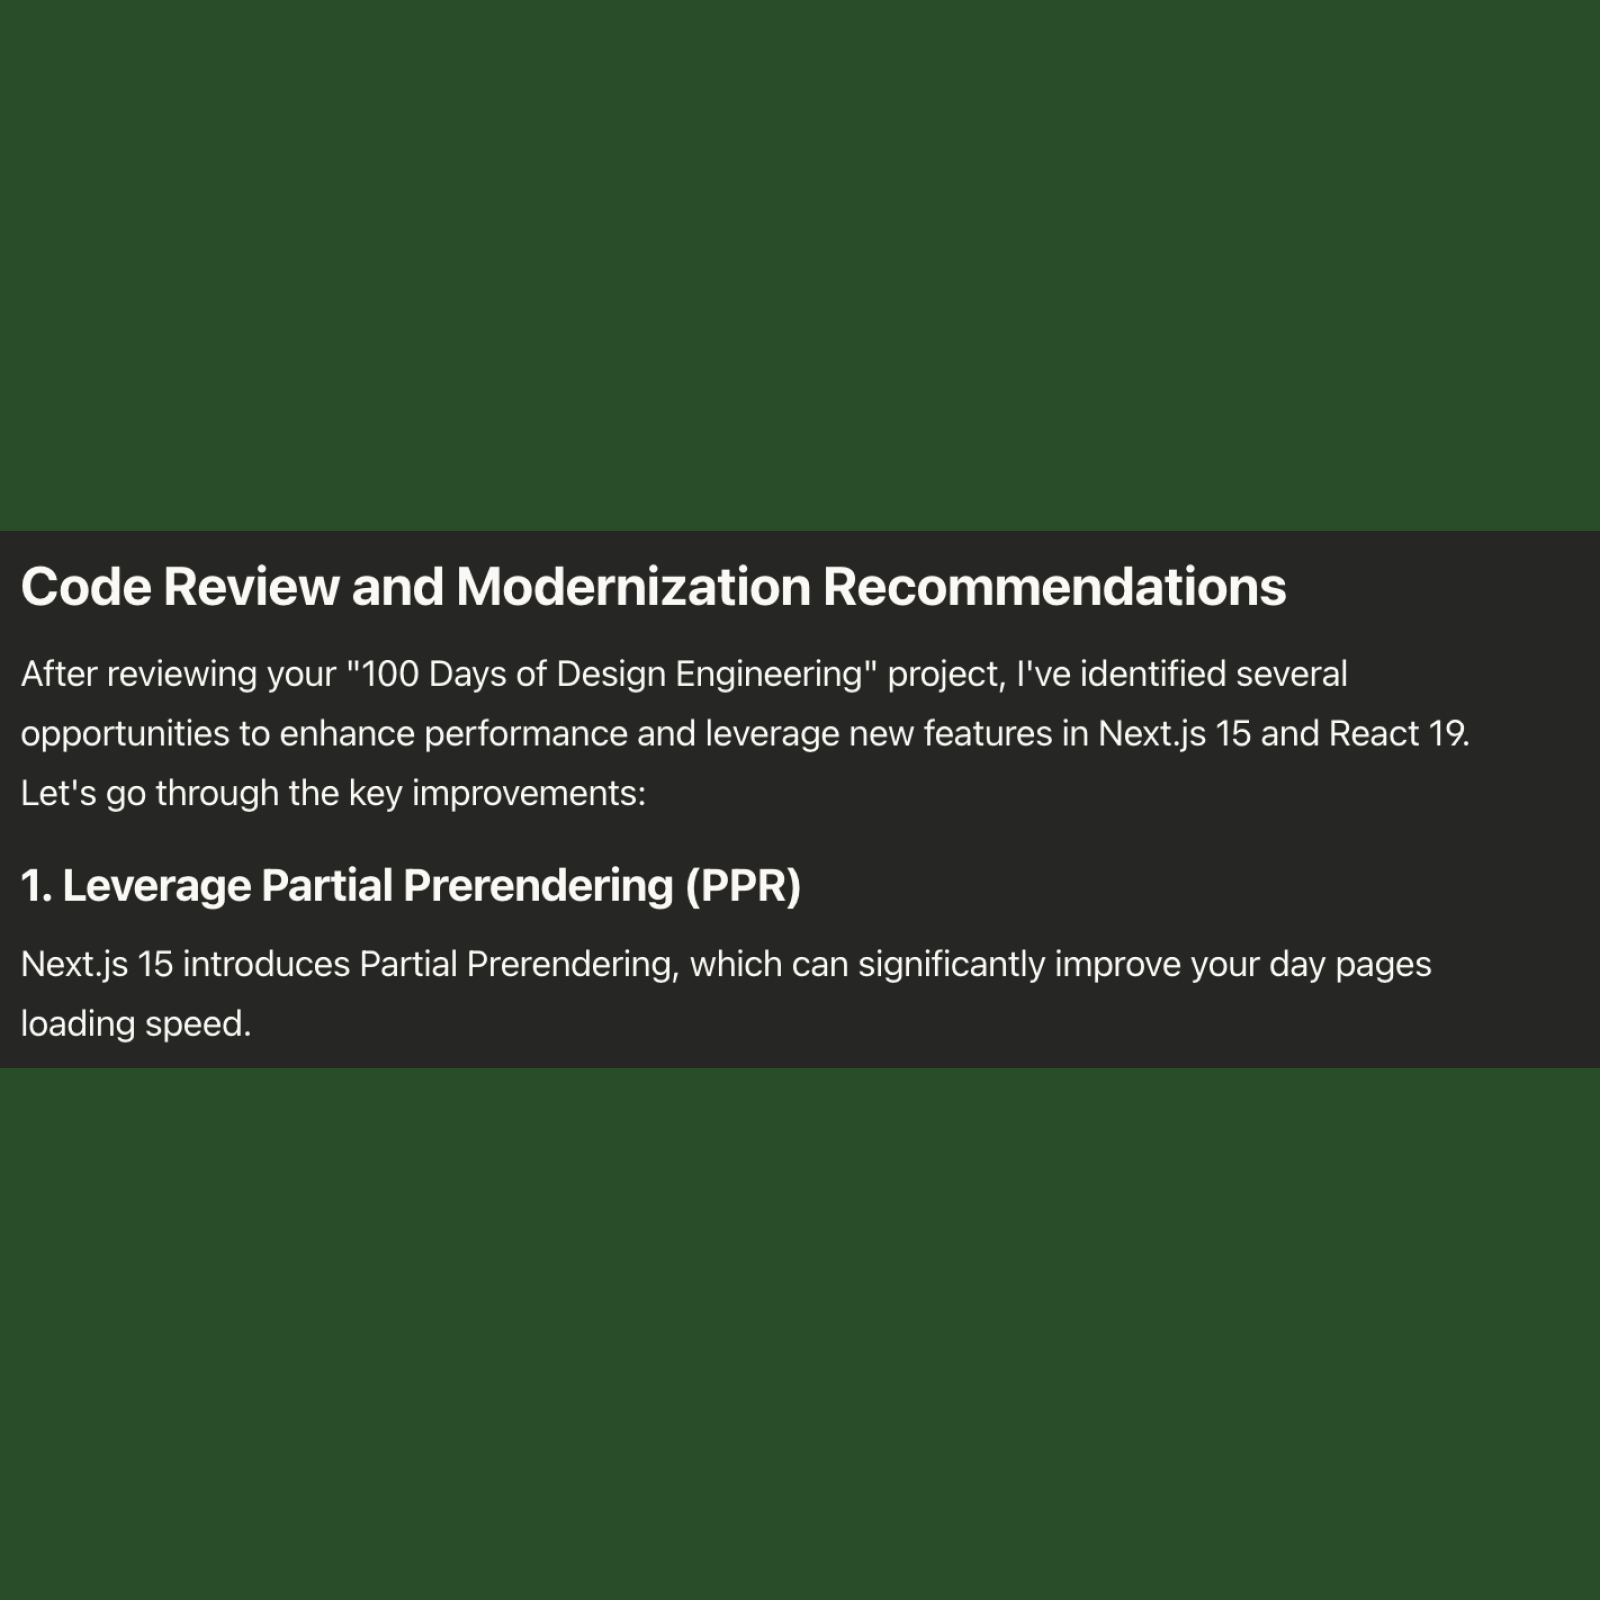 Code Review and Modernization Recommendations
After reviewing your "100 Days of Design Engineering" project, I've identified several
opportunities to enhance performance and leverage new features in Next.js 15 and React 19.
Let's go through the key improvements:
1. Leverage Partial Prerendering (PPR)
Next.js 15 introduces Partial Prerendering, which can significantly improve your day pages
loading speed.